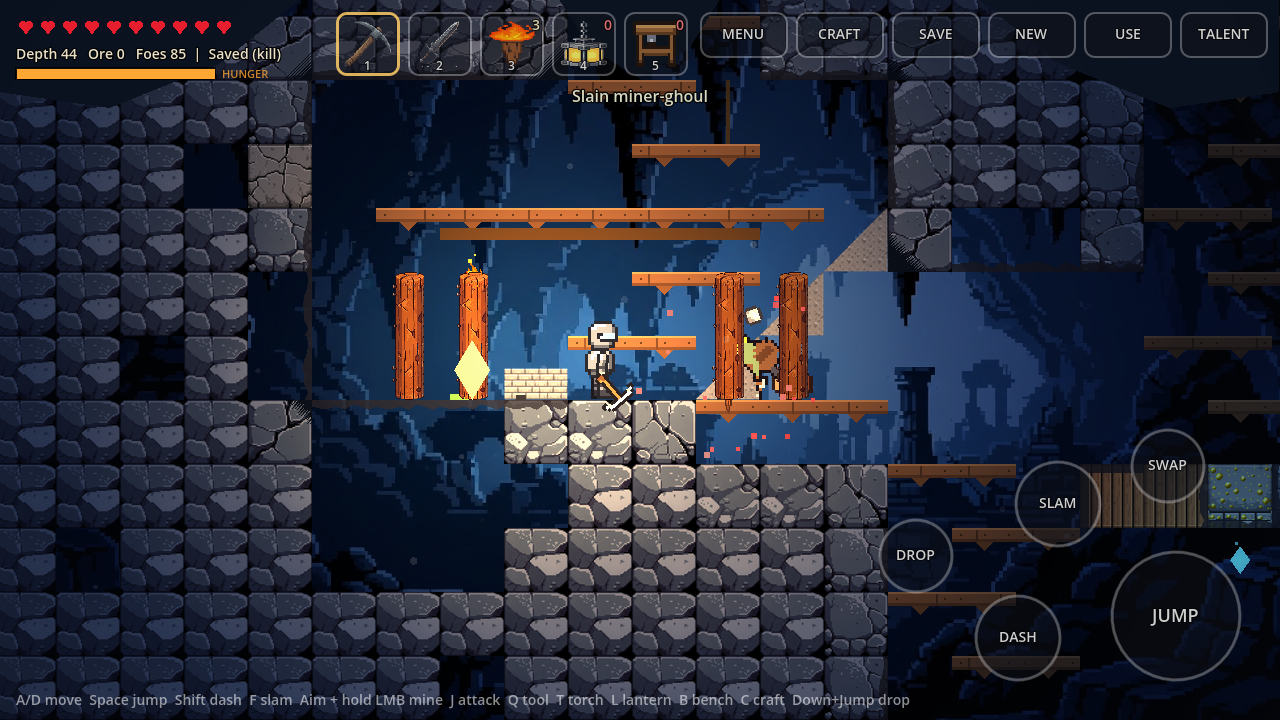 Depth 44 Ore 0 Foes 85 | Saved (kill)
HUNGER
1
2
3
3
0
4
0
5
MENU
CRAFT
SAVE
NEW
USE
TALENT
Slain miner-ghoul
SWAP
SLAM
DROP
JUMP
DASH
A/D move Space jump Shift dash F slam Aim + hold LMB mine J attack Q tool T torch L lantern B bench C craft Down+Jump drop